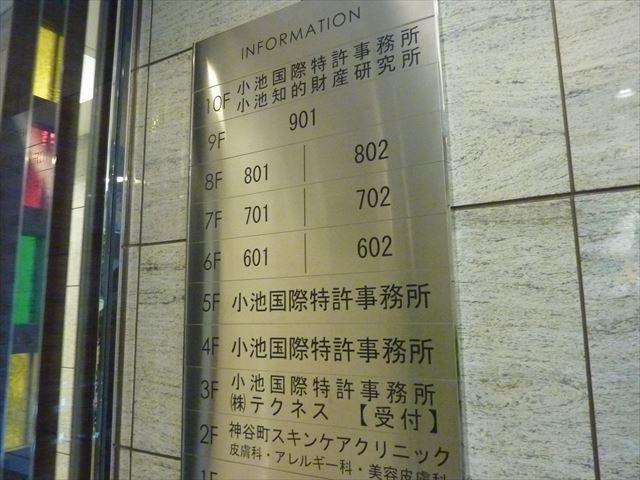 INFORMATION
10F 小池国際特許事務所
小池知的財産研究所
9F 901
8F 801 802
7F 701 702
6F 601 602
5F 小池国際特許事務所
4F 小池国際特許事務所
3F 小池国際特許事務所
㈱テクネス 【受付】
2F 神谷町スキンケアクリニック
皮膚科・アレルギー科・美容皮膚科
1F